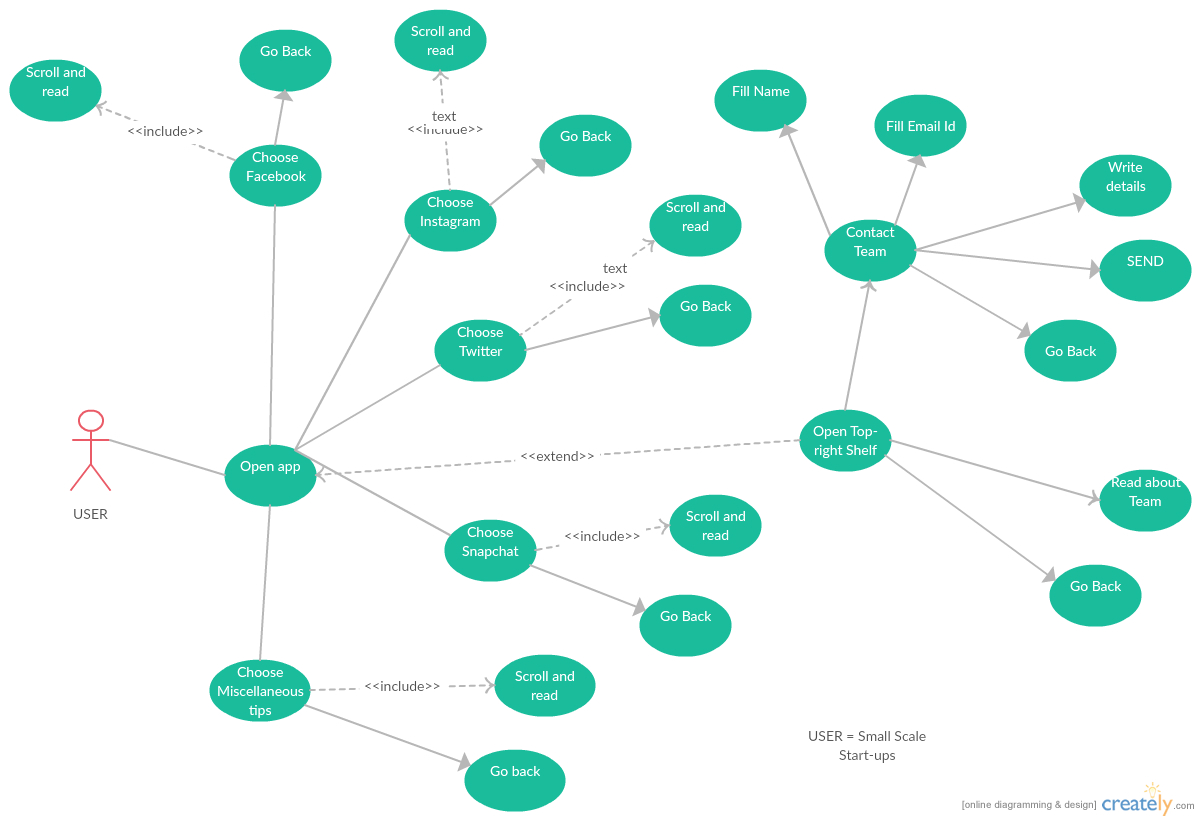 Scroll and
read
Go Back
Scroll and
read
<<include>>
text
<<include>>
Go Back
Choose
Facebook
Choose
Instagram
Scroll and
read
text
<<include>>
Go Back
Choose
Twitter
Fill Name
Fill Email Id
Write
details
Contact
Team
SEND
Go Back
Open Top-
right Shelf
<<extend>>
Open app
USER
Read about
Team
Go Back
Choose
Snapchat
<<include>>
Scroll and
read
Go Back
Choose
Miscellaneous
tips
<<include>>
Scroll and
read
Go back
USER = Small Scale
Start-ups
[online diagramming & design] creately.com